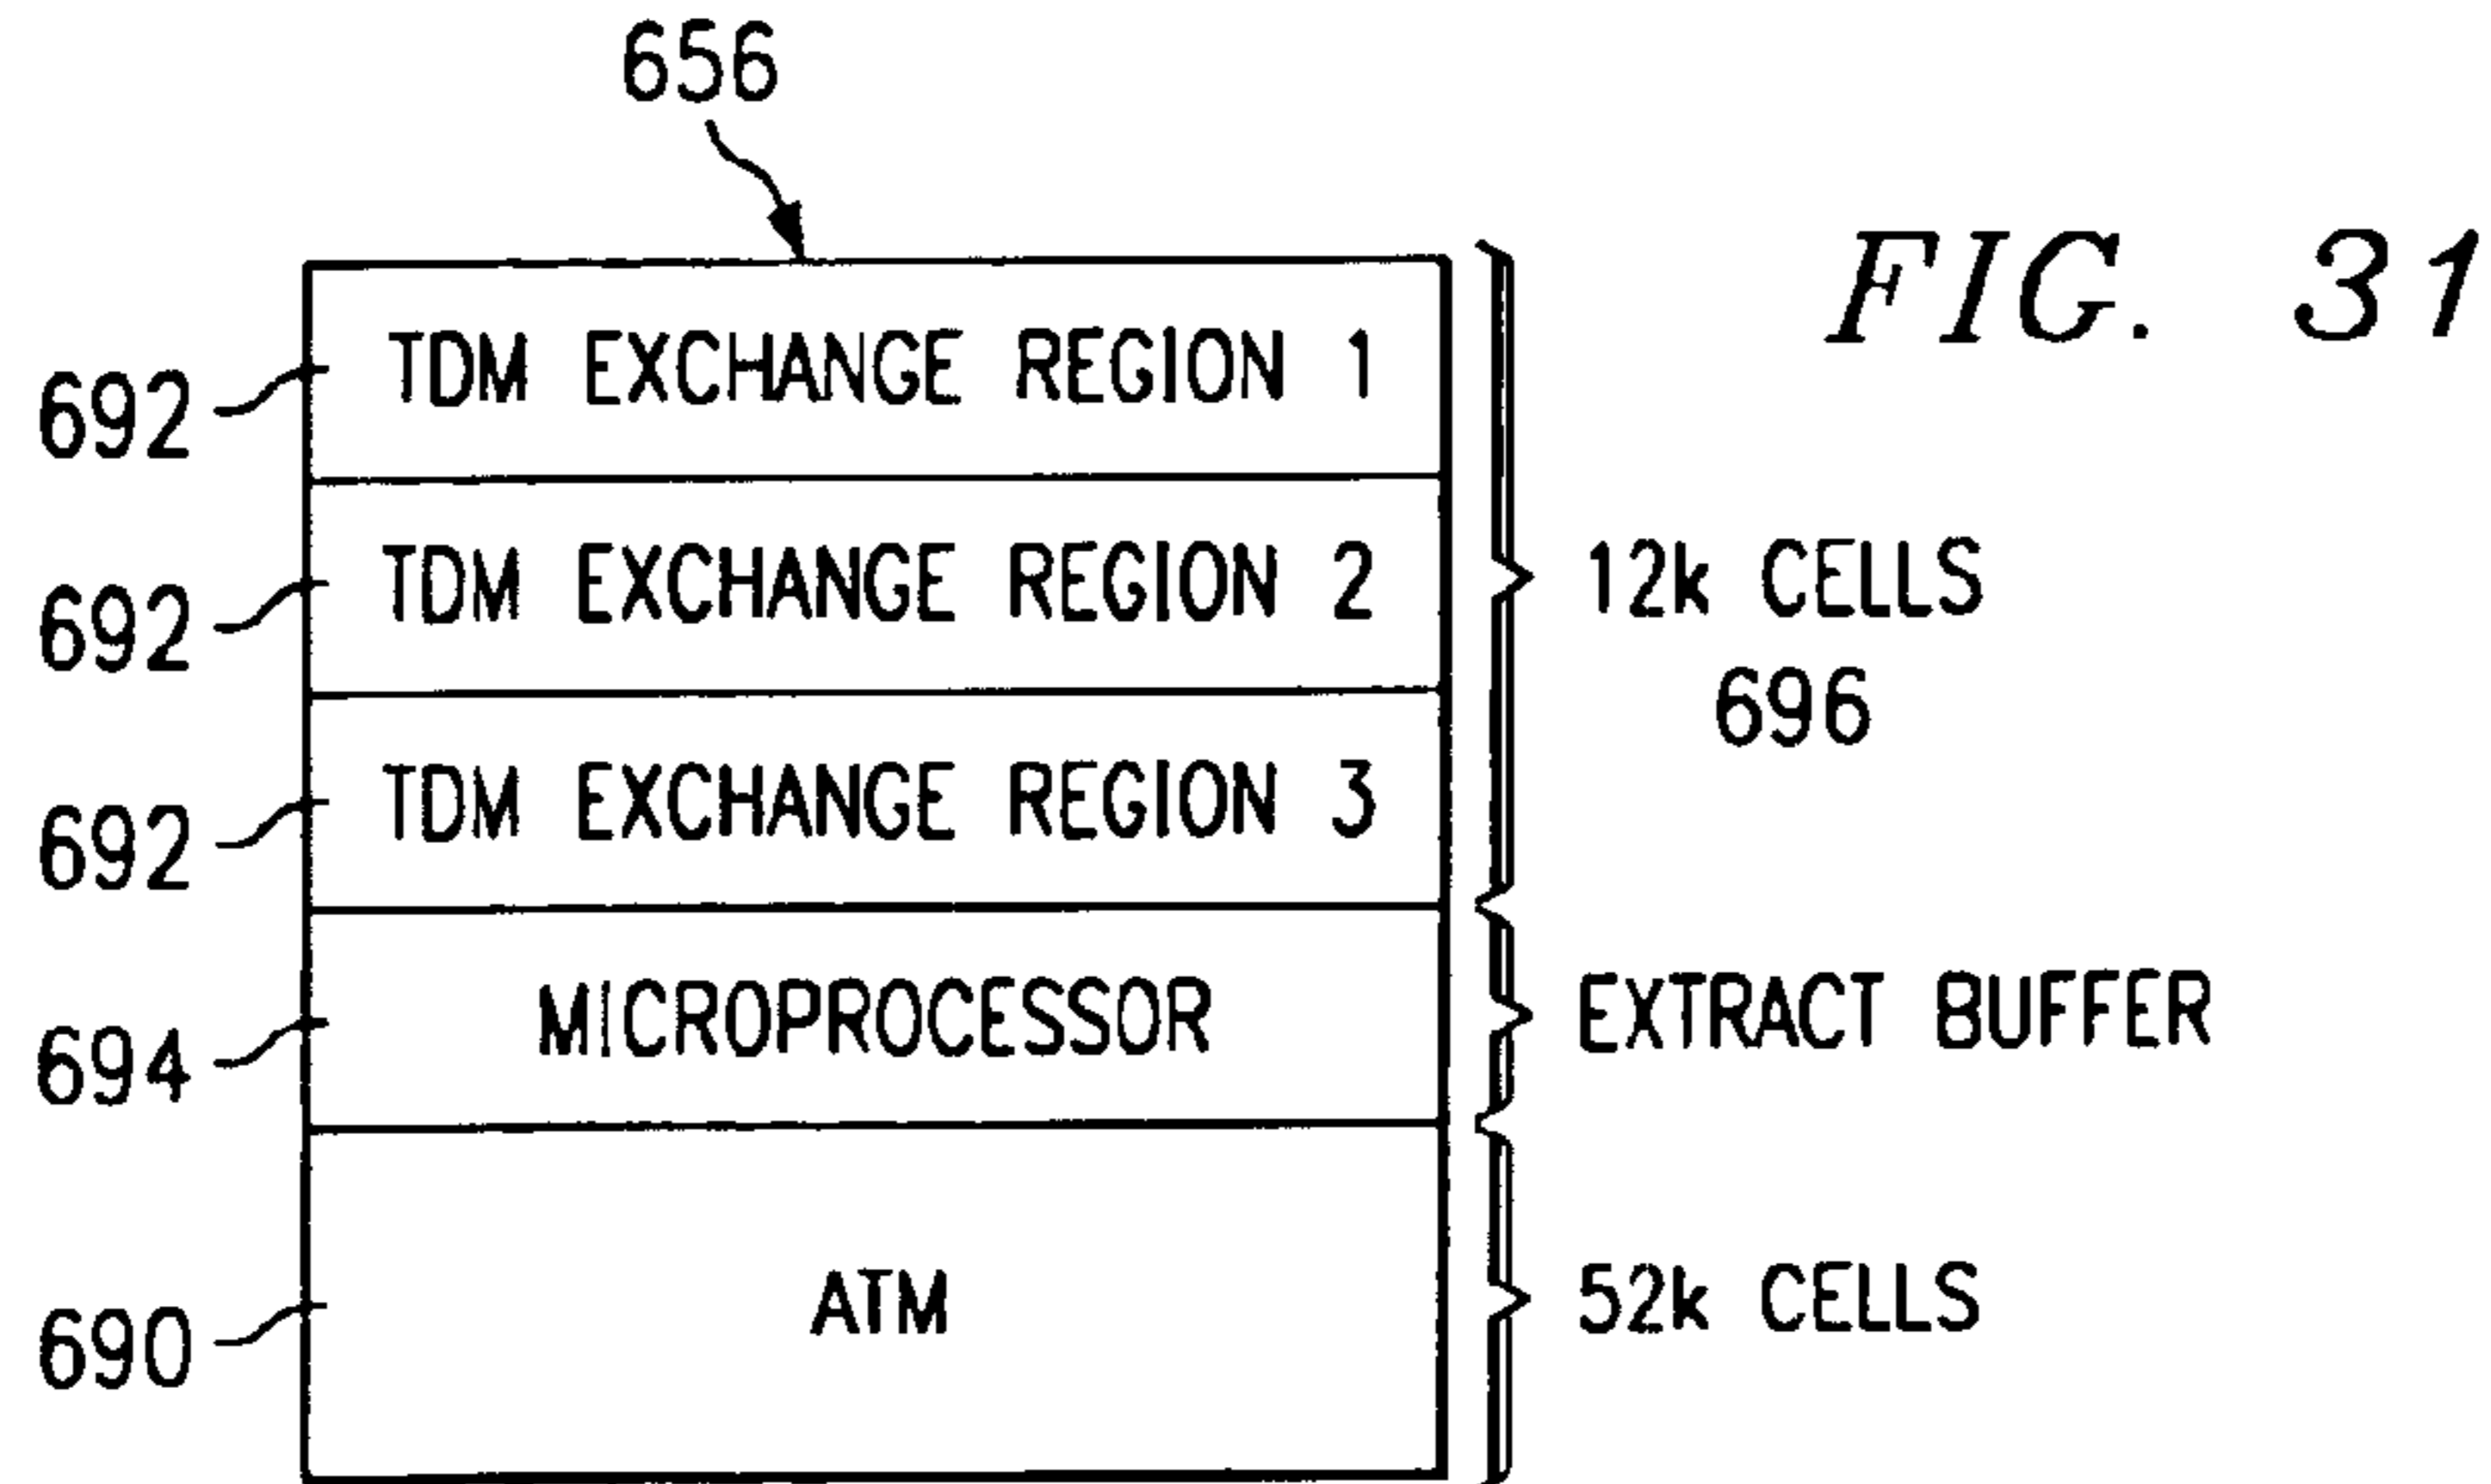 656
FIG. 31
692 TDM EXCHANGE REGION 1
692 TDM EXCHANGE REGION 2 12k CELLS
696
692 TDM EXCHANGE REGION 3
694 MICROPROCESSOR EXTRACT BUFFER
690 ATM 52k CELLS